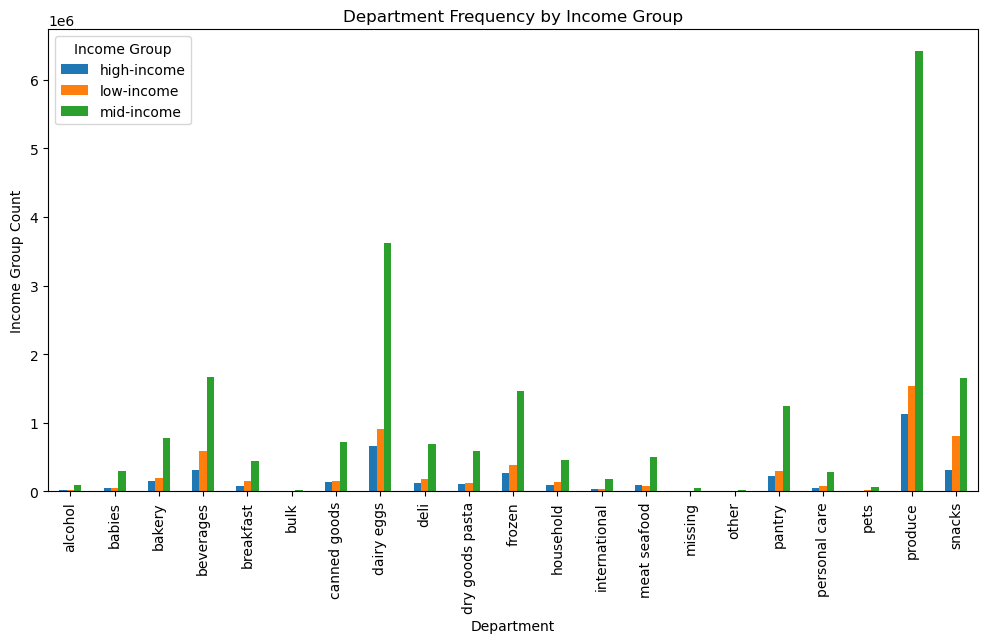 Department Frequency by Income Group
1e6
Income Group
high-income
low-income
mid-income
6
5
4
3
2
1
0
Income Group Count
alcohol
babies
bakery
beverages
breakfast
bulk
canned goods
dairy eggs
deli
dry goods pasta
frozen
household
international
meat seafood
missing
other
pantry
personal care
pets
produce
snacks
Department